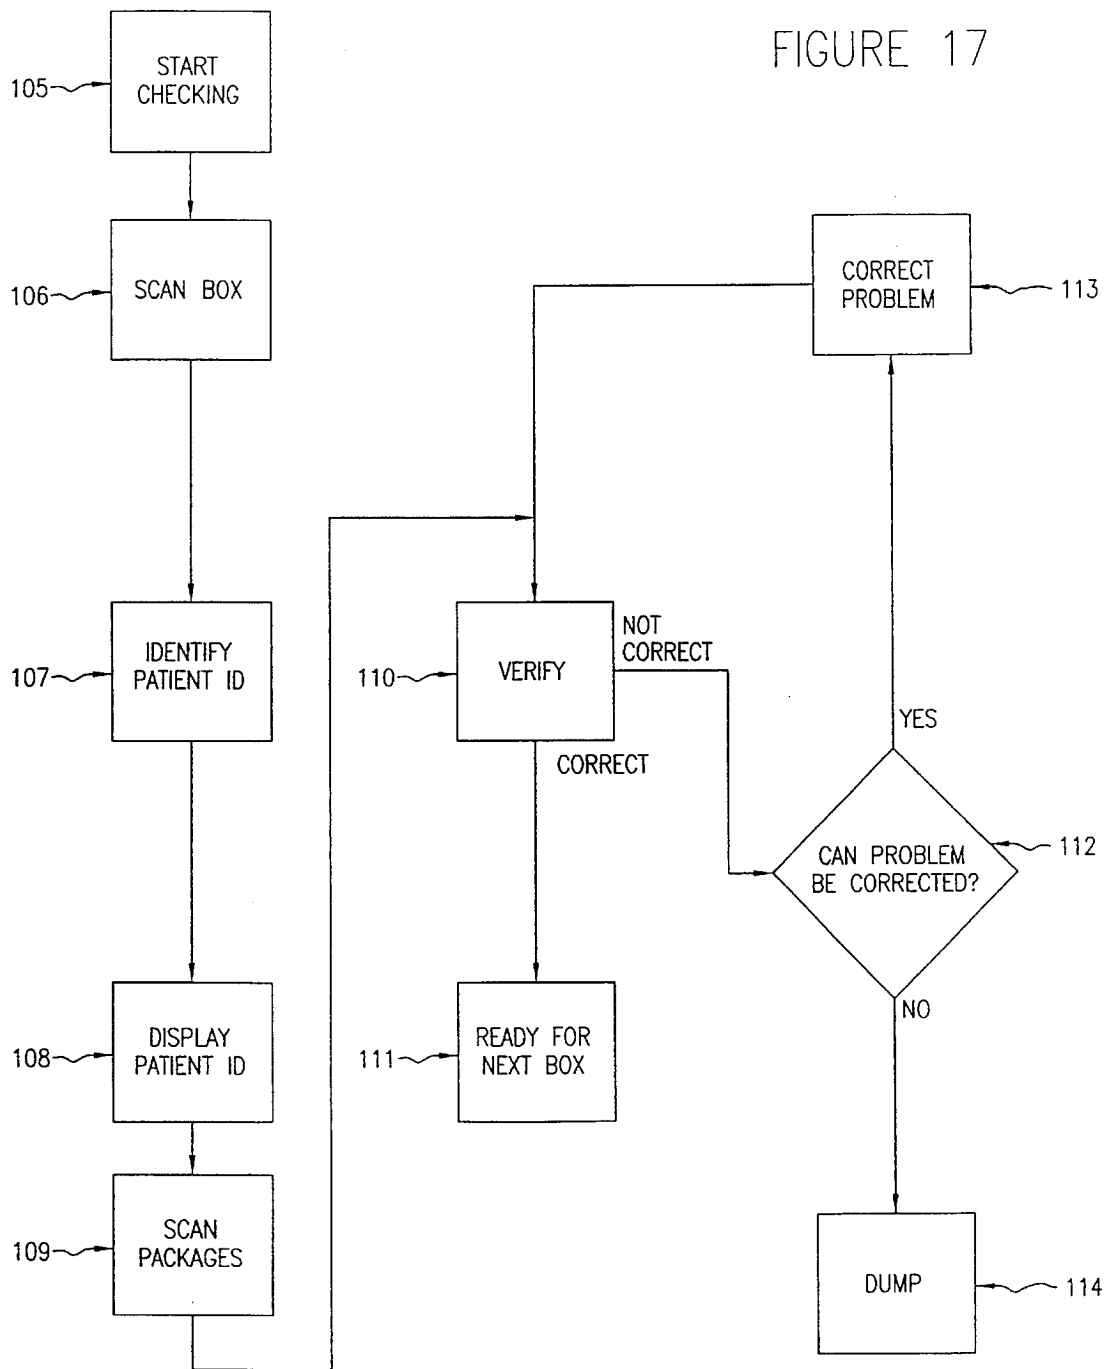 FIGURE 17
105
START
CHECKING
106
SCAN BOX
107
IDENTIFY
PATIENT ID
108
DISPLAY
PATIENT ID
109
SCAN
PACKAGES
110
VERIFY
NOT
CORRECT
CORRECT
111
READY FOR
NEXT BOX
112
CAN PROBLEM
BE CORRECTED?
YES
NO
113
CORRECT
PROBLEM
114
DUMP